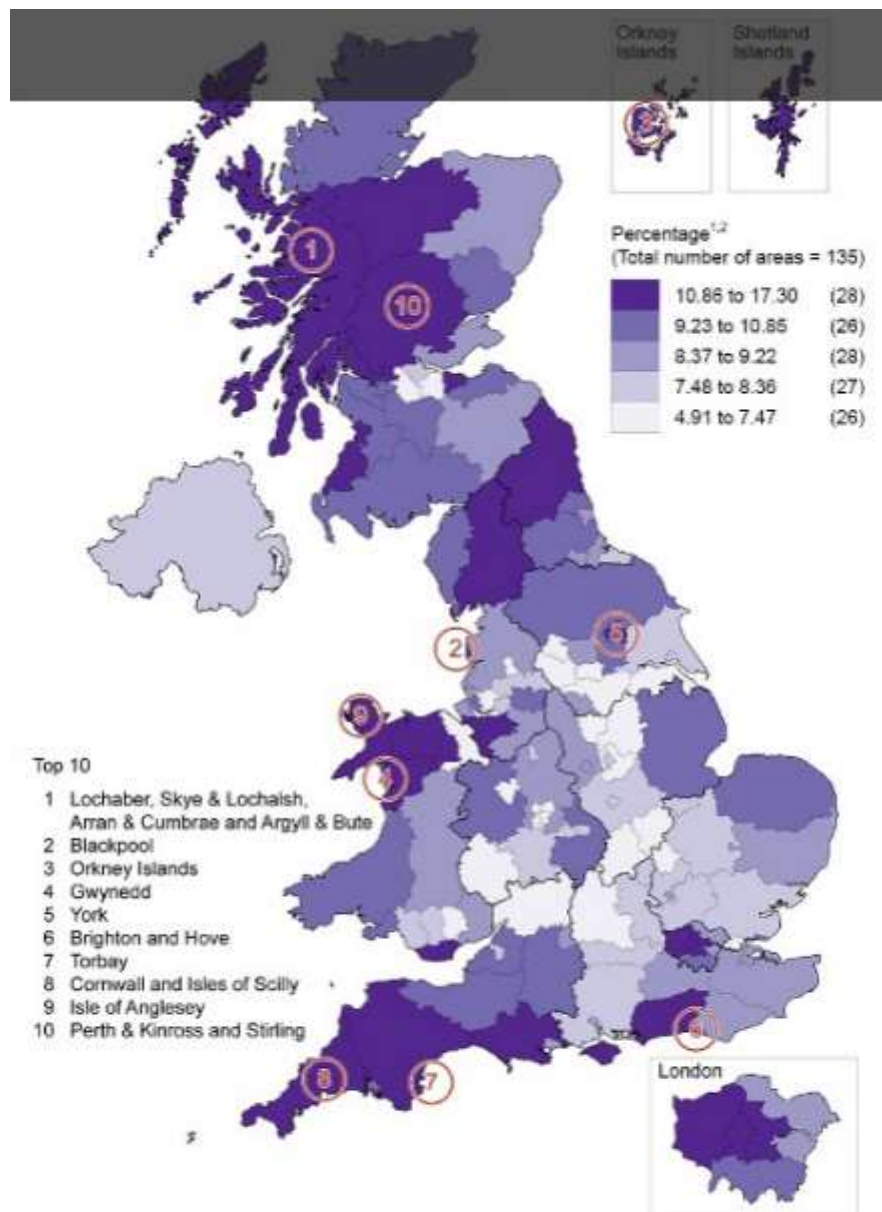 Orkney
Islands
Shetland
Islands
3
1
10
Percentage1,2
(Total number of areas = 135)
10.86 to 17.30 (28)
9.23 to 10.85 (26)
8.37 to 9.22 (28)
7.48 to 8.36 (27)
4.91 to 7.47 (26)
5
2
9
4
Top 10
1 Lochaber, Skye & Lochalsh,
Arran & Cumbrae and Argyll & Bute
2 Blackpool
3 Orkney Islands
4 Gwynedd
5 York
6 Brighton and Hove
7 Torbay
8 Cornwall and Isles of Scilly
9 Isle of Anglesey
10 Perth & Kinross and Stirling
6
8
7
London